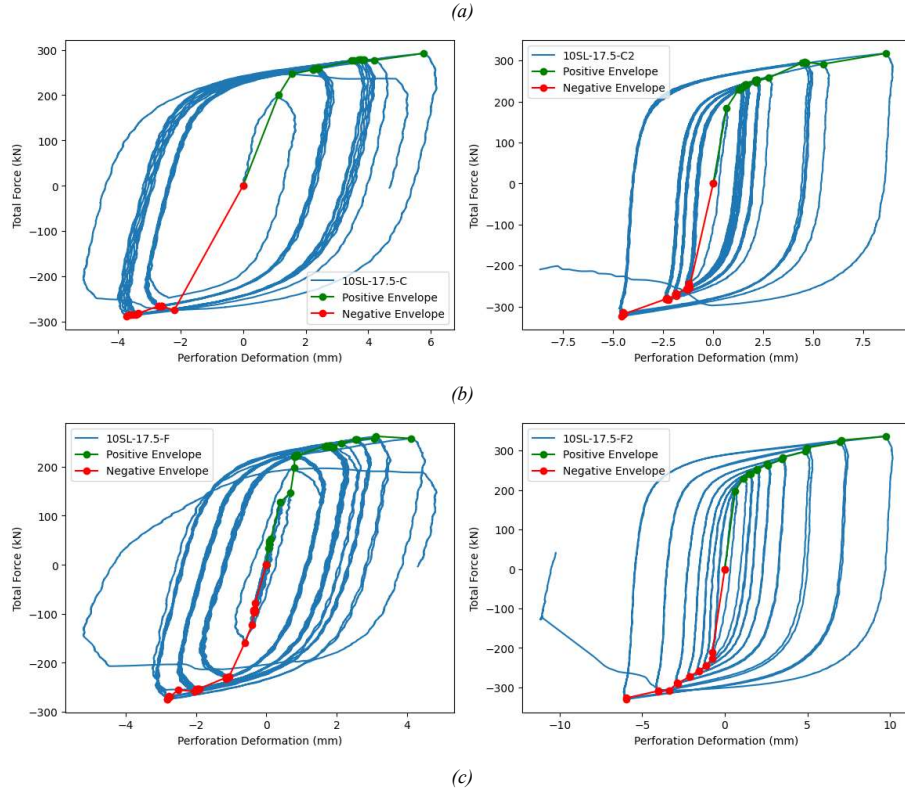 (a)
300
200
100
0
−100
−200
−300
Total Force (kN)
10SL-17.5-C
Positive Envelope
Negative Envelope
−4 −2 0 2 4 6
Perforation Deformation (mm)
300
200
100
0
−100
−200
−300
Total Force (kN)
10SL-17.5-C2
Positive Envelope
Negative Envelope
−7.5 −5.0 −2.5 0.0 2.5 5.0 7.5
Perforation Deformation (mm)
(b)
200
100
0
−100
−200
−300
Total Force (kN)
10SL-17.5-F
Positive Envelope
Negative Envelope
−4 −2 0 2 4
Perforation Deformation (mm)
300
200
100
0
−100
−200
−300
Total Force (kN)
10SL-17.5-F2
Positive Envelope
Negative Envelope
−10 −5 0 5 10
Perforation Deformation (mm)
(c)